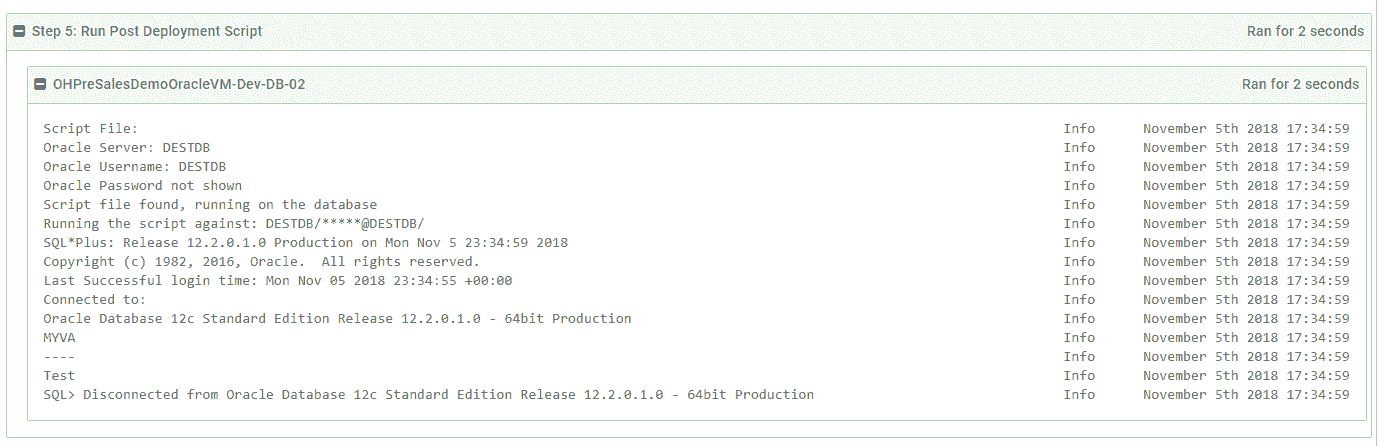 Step 5: Run Post Deployment Script Ran for 2 seconds
OHPreSalesDemoOracleVM-Dev-DB-02 Ran for 2 seconds
Script File: Info November 5th 2018 17:34:59
Oracle Server: DESTDB Info November 5th 2018 17:34:59
Oracle Username: DESTDB Info November 5th 2018 17:34:59
Oracle Password not shown Info November 5th 2018 17:34:59
Script file found, running on the database Info November 5th 2018 17:34:59
Running the script against: DESTDB/*****@DESTDB/ Info November 5th 2018 17:34:59
SQL*Plus: Release 12.2.0.1.0 Production on Mon Nov 5 23:34:59 2018 Info November 5th 2018 17:34:59
Copyright (c) 1982, 2016, Oracle.  All rights reserved. Info November 5th 2018 17:34:59
Last Successful login time: Mon Nov 05 2018 23:34:55 +00:00 Info November 5th 2018 17:34:59
Connected to: Info November 5th 2018 17:34:59
Oracle Database 12c Standard Edition Release 12.2.0.1.0 - 64bit Production Info November 5th 2018 17:34:59
MYVA Info November 5th 2018 17:34:59
---- Info November 5th 2018 17:34:59
Test Info November 5th 2018 17:34:59
SQL> Disconnected from Oracle Database 12c Standard Edition Release 12.2.0.1.0 - 64bit Production Info November 5th 2018 17:34:59